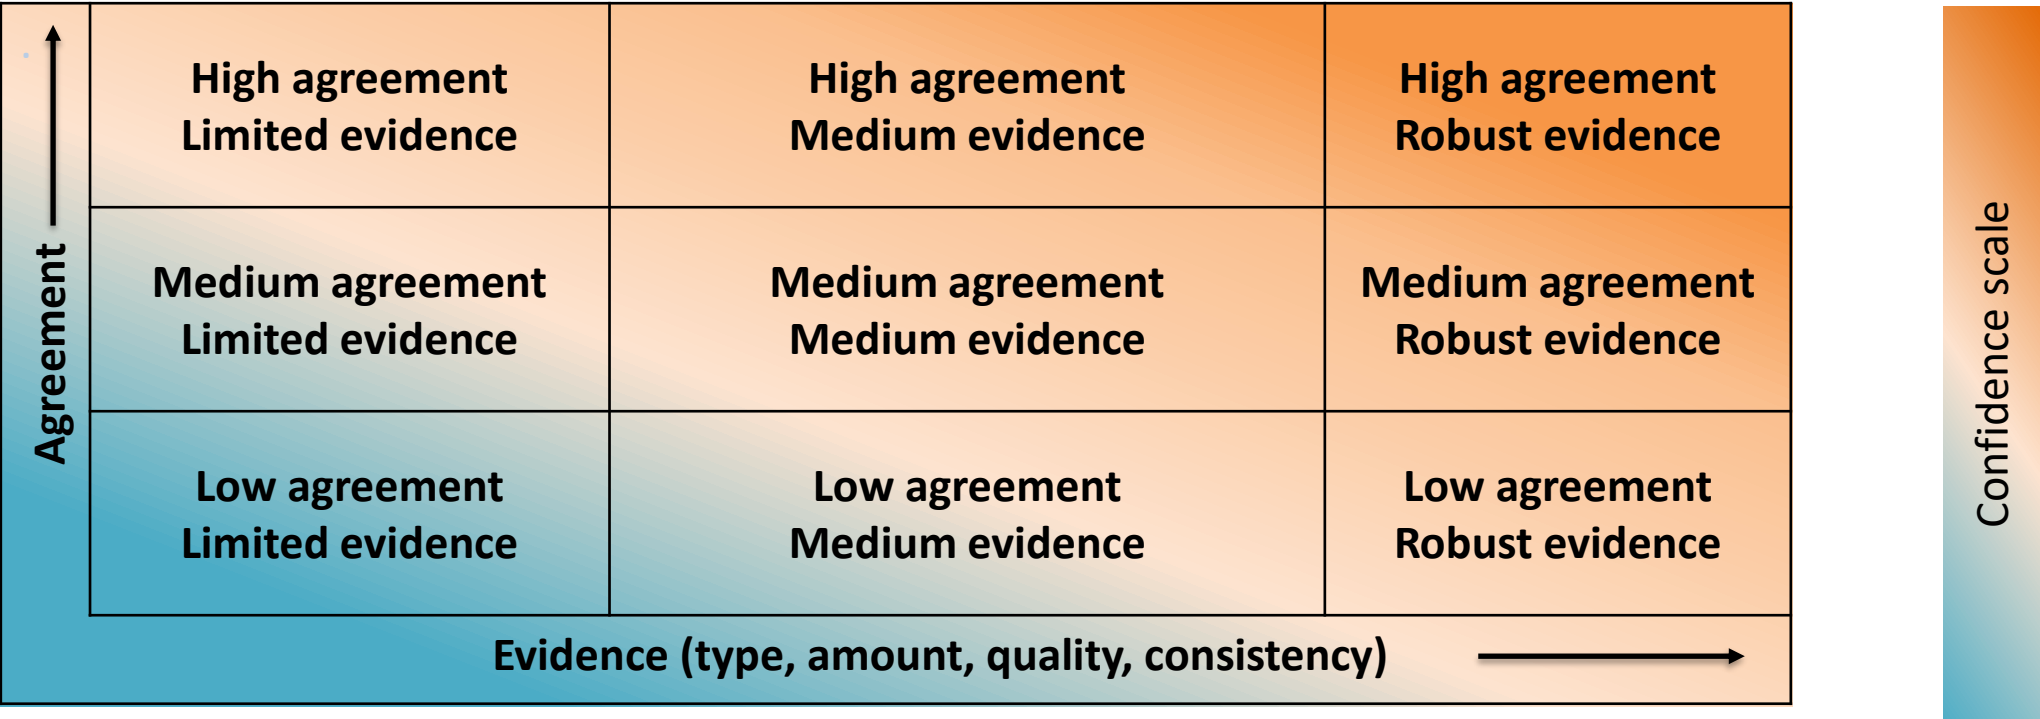 High agreement
Limited evidence
High agreement
Medium evidence
High agreement
Robust evidence
Medium agreement
Limited evidence
Medium agreement
Medium evidence
Medium agreement
Robust evidence
Low agreement
Limited evidence
Low agreement
Medium evidence
Low agreement
Robust evidence
Agreement
Evidence (type, amount, quality, consistency)
Confidence scale